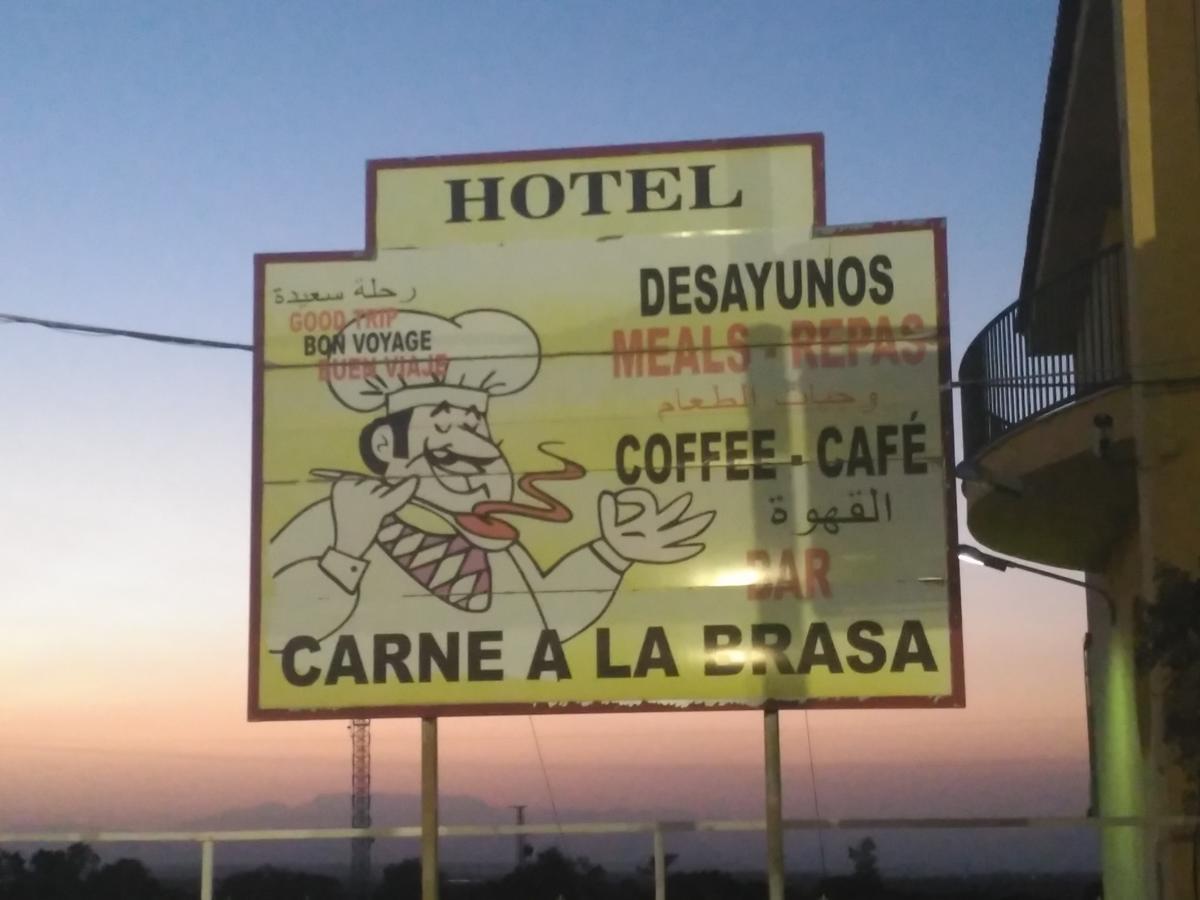 HOTEL
رحلة سعيدة
GOOD TRIP
BON VOYAGE
BUEN VIAJE
DESAYUNOS
MEALS - REPAS
وجبات الطعام
COFFEE - CAFÉ
القهوة
BAR
CARNE A LA BRASA